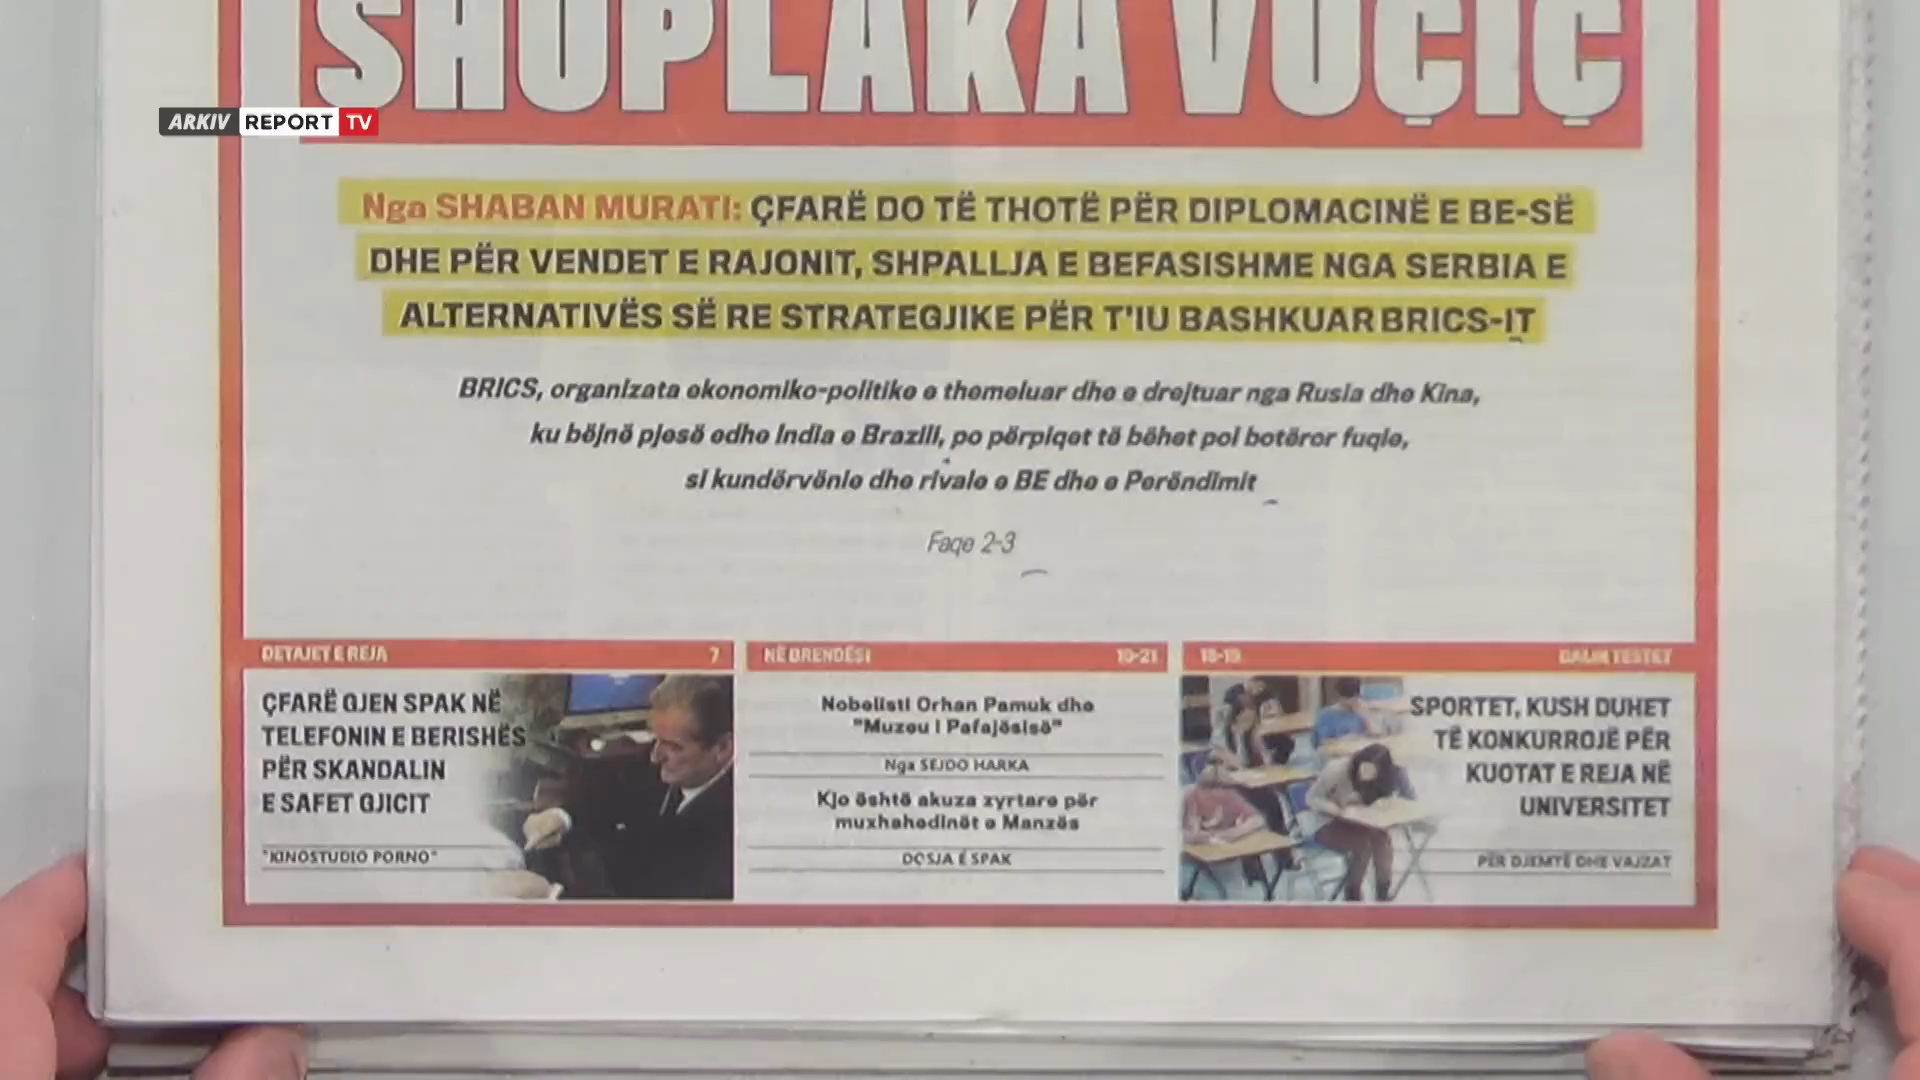 SHUPLAKA VUÇIÇ
ARKIV REPORT TV
Nga SHABAN MURATI: ÇFARË DO TË THOTË PËR DIPLOMACINË E BE-SË
DHE PËR VENDET E RAJONIT, SHPALLJA E BEFASISHME NGA SERBIA E
ALTERNATIVËS SË RE STRATEGJIKE PËR T'IU BASHKUAR BRICS-IT
BRICS, organizata ekonomiko-politike e themeluar dhe e drejtuar nga Rusia dhe Kina,
ku bëjnë pjesë edhe India e Brazili, po përpiqet të bëhet pol botëror fuqie,
si kundërvënie dhe rivale e BE dhe e Perëndimit
Faqe 2-3
DETAJET E REJA 7
ÇFARË GJEN SPAK NË
TELEFONIN E BERISHËS
PËR SKANDALIN
E SAFET GJICIT
"KINOSTUDIO PORNO"
NË BRENDËSI
Nobelisti Orhan Pamuk dhe
"Muzeu i Pafajësisë"
Nga SEJDO HARKA
Kjo është akuza zyrtare për
muxhahedinët e Manzës
DOSJA E SPAK
18-19 DALIN TESTET
SPORTET, KUSH DUHET
TË KONKURROJË PËR
KUOTAT E REJA NË
UNIVERSITET
PËR DJEMTË DHE VAJZAT